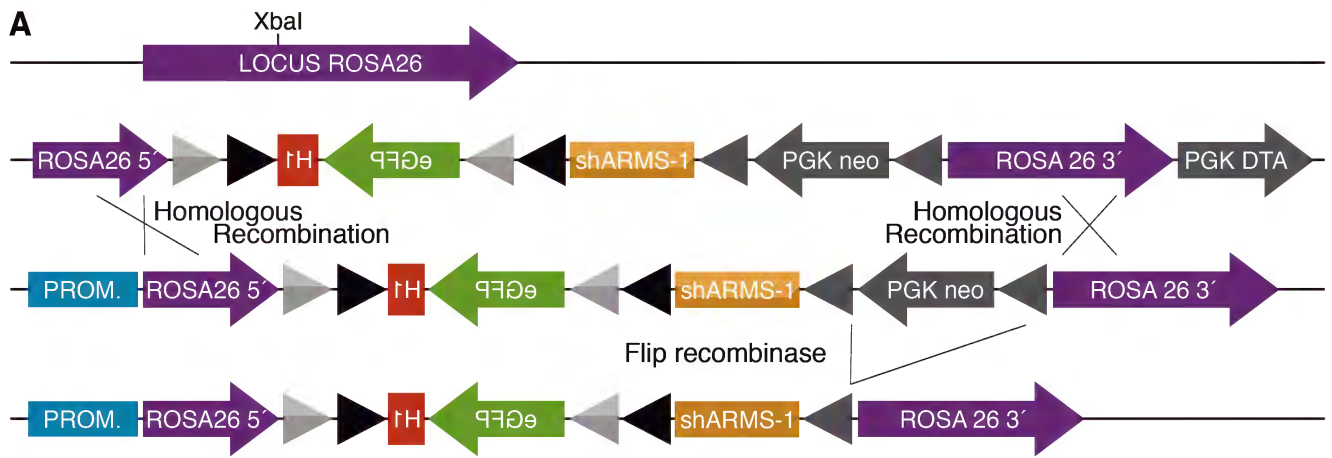 A
XbaI
LOCUS ROSA26
ROSA26 5´ H1 eGFP shARMS-1 PGK neo ROSA 26 3´ PGK DTA
Homologous Homologous
Recombination Recombination
PROM. ROSA26 5´ H1 eGFP shARMS-1 PGK neo ROSA 26 3´
Flip recombinase
PROM. ROSA26 5´ H1 eGFP shARMS-1 ROSA 26 3´